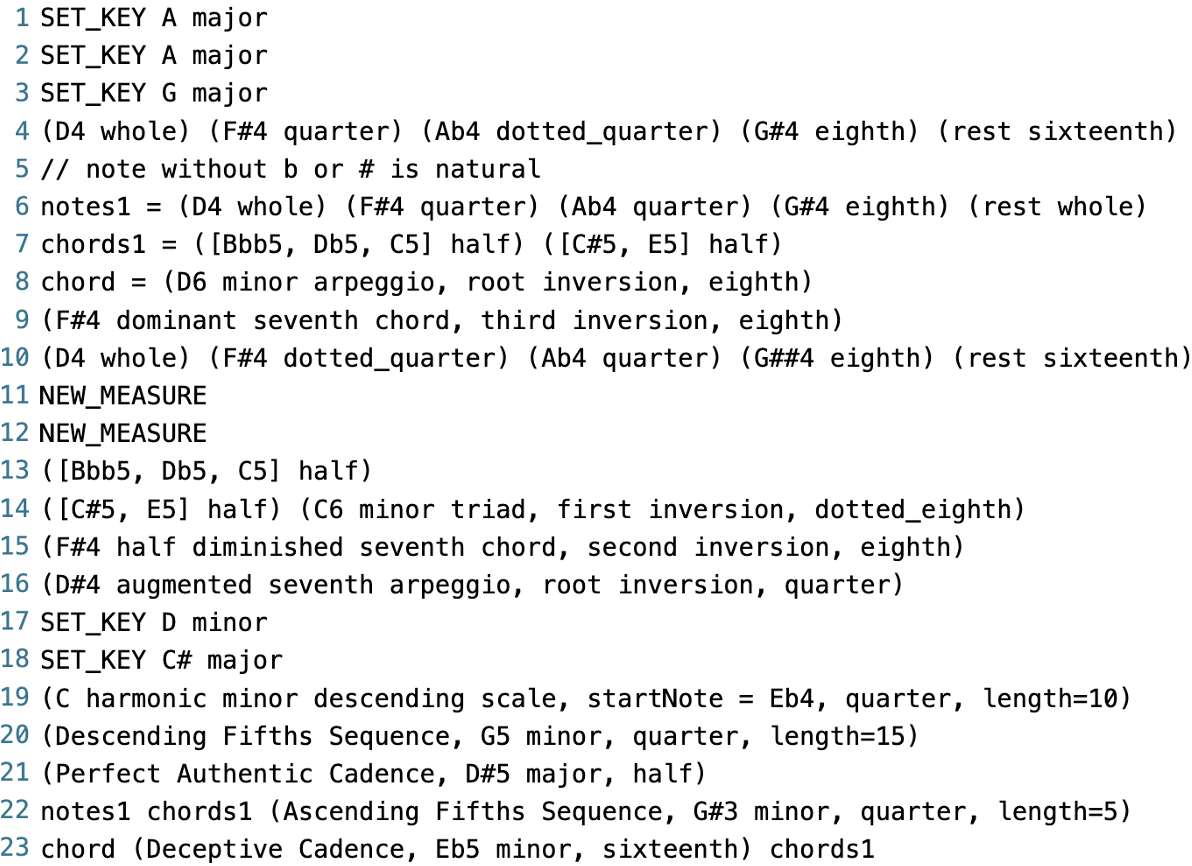 1 SET_KEY A major
2 SET_KEY A major
3 SET_KEY G major
4 (D4 whole) (F#4 quarter) (Ab4 dotted_quarter) (G#4 eighth) (rest sixteenth)
5 // note without b or # is natural
6 notes1 = (D4 whole) (F#4 quarter) (Ab4 quarter) (G#4 eighth) (rest whole)
7 chords1 = ([Bbb5, Db5, C5] half) ([C#5, E5] half)
8 chord = (D6 minor arpeggio, root inversion, eighth)
9 (F#4 dominant seventh chord, third inversion, eighth)
10 (D4 whole) (F#4 dotted_quarter) (Ab4 quarter) (G##4 eighth) (rest sixteenth)
11 NEW_MEASURE
12 NEW_MEASURE
13 ([Bbb5, Db5, C5] half)
14 ([C#5, E5] half) (C6 minor triad, first inversion, dotted_eighth)
15 (F#4 half diminished seventh chord, second inversion, eighth)
16 (D#4 augmented seventh arpeggio, root inversion, quarter)
17 SET_KEY D minor
18 SET_KEY C# major
19 (C harmonic minor descending scale, startNote = Eb4, quarter, length=10)
20 (Descending Fifths Sequence, G5 minor, quarter, length=15)
21 (Perfect Authentic Cadence, D#5 major, half)
22 notes1 chords1 (Ascending Fifths Sequence, G#3 minor, quarter, length=5)
23 chord (Deceptive Cadence, Eb5 minor, sixteenth) chords1